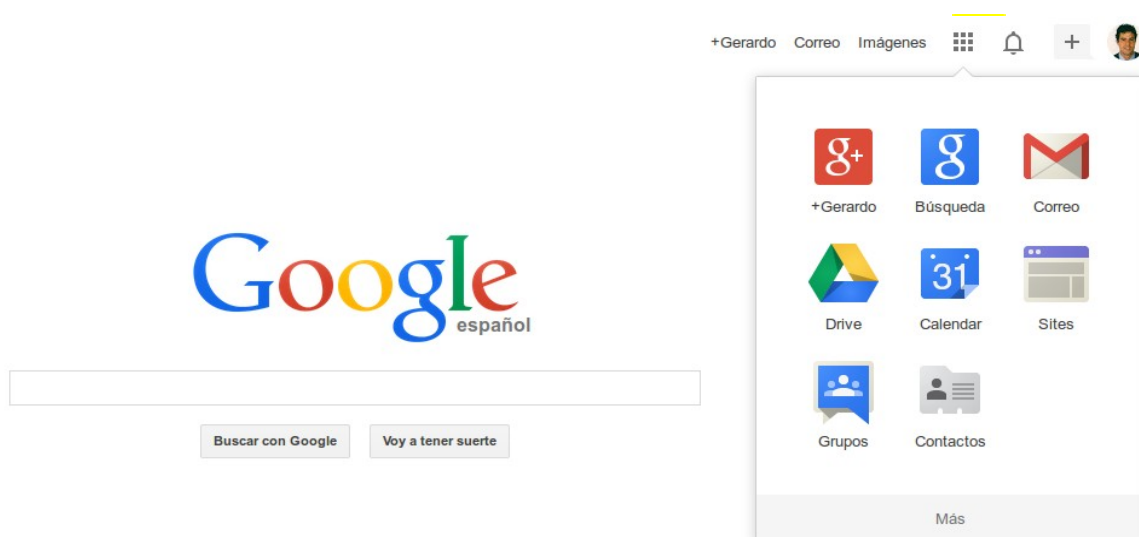 +Gerardo Correo Imágenes
g+ g
+Gerardo Búsqueda Correo
31
Drive Calendar Sites
Grupos Contactos
Más
Google
español
Buscar con Google Voy a tener suerte